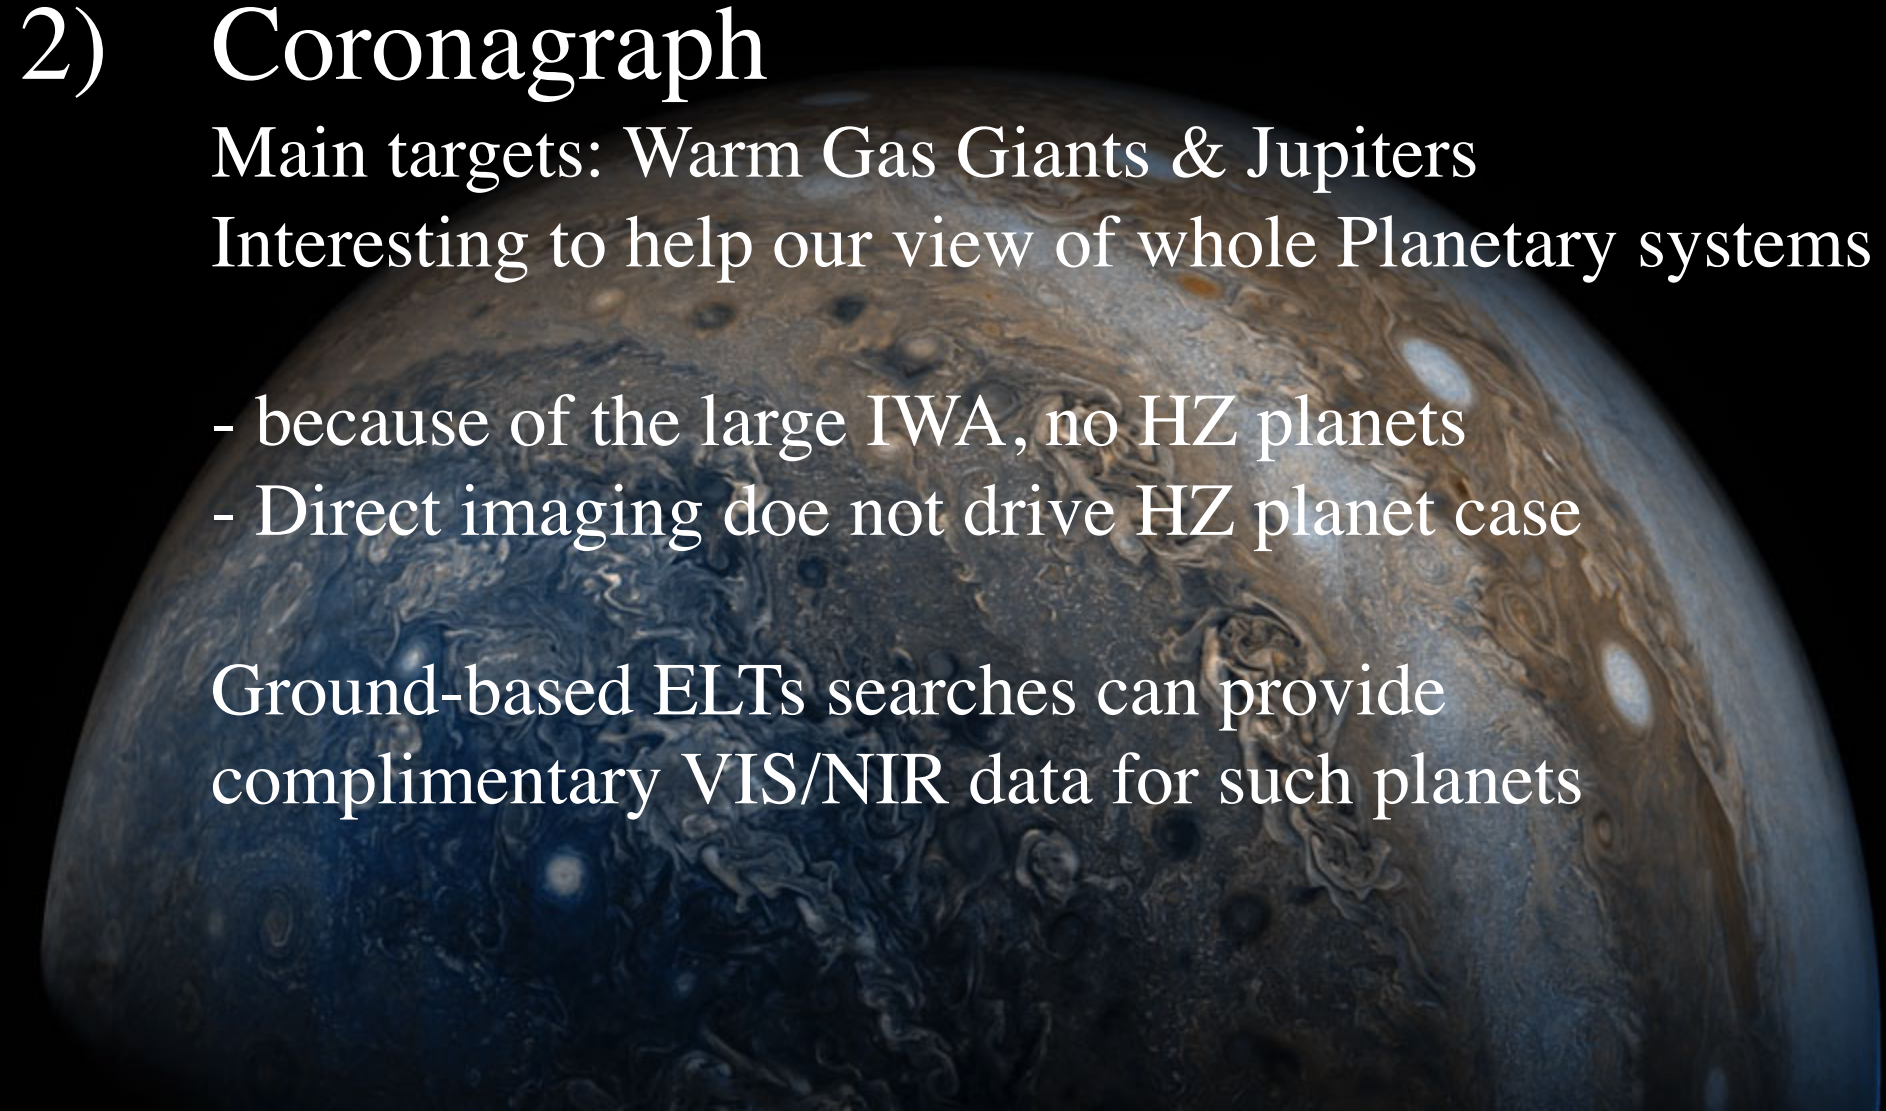 2) Coronagraph
Main targets: Warm Gas Giants & Jupiters
Interesting to help our view of whole Planetary systems
- because of the large IWA, no HZ planets
- Direct imaging doe not drive HZ planet case
Ground-based ELTs searches can provide
complimentary VIS/NIR data for such planets